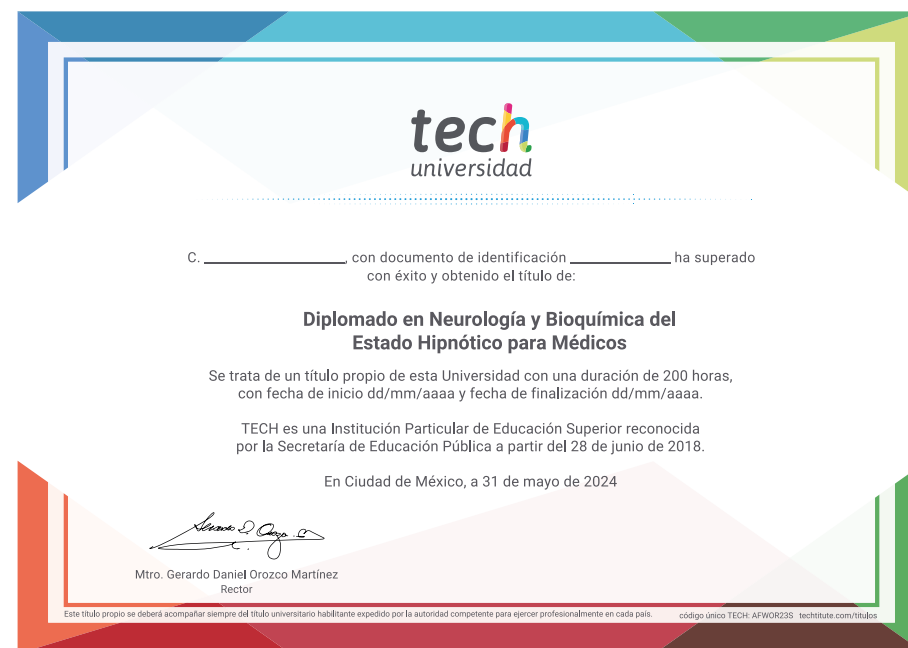 tech
universidad
C. ____________, con documento de identificación ____________ ha superado
con éxito y obtenido el título de:
Diplomado en Neurología y Bioquímica del
Estado Hipnótico para Médicos
Se trata de un título propio de esta Universidad con una duración de 200 horas,
con fecha de inicio dd/mm/aaaa y fecha de finalización dd/mm/aaaa.
TECH es una Institución Particular de Educación Superior reconocida
por la Secretaría de Educación Pública a partir del 28 de junio de 2018.
En Ciudad de México, a 31 de mayo de 2024
Mtro. Gerardo Daniel Orozco Martínez
Rector
Este título propio se deberá acompañar siempre del título universitario habilitante expedido por la autoridad competente para ejercer profesionalmente en cada país. código único TECH: AFWOR23S techtitute.com/titulos